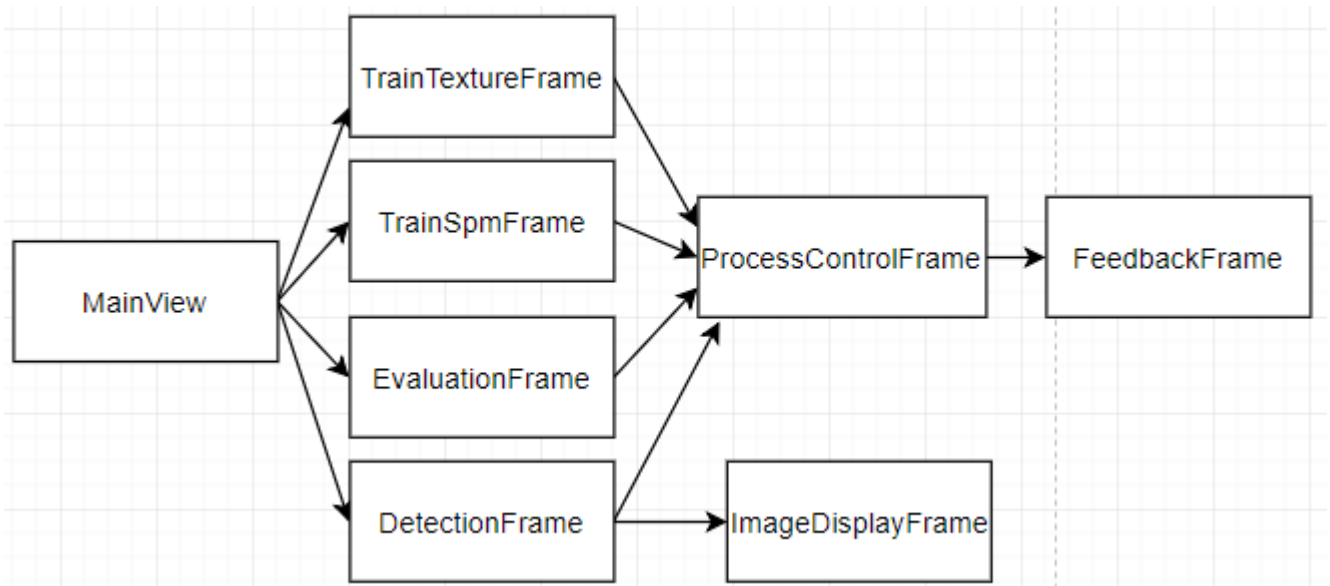 TrainTextureFrame
TrainSpmFrame
ProcessControlFrame
FeedbackFrame
MainView
EvaluationFrame
DetectionFrame
ImageDisplayFrame